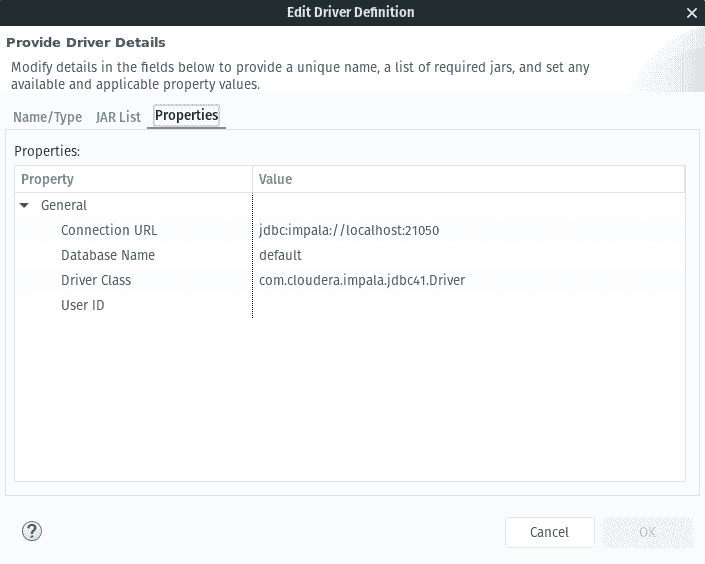 Edit Driver Definition
Provide Driver Details
Modify details in the fields below to provide a unique name, a list of required jars, and set any
available and applicable property values.
Name/Type JAR List Properties
Properties:
Property Value
General
Connection URL jdbc:impala://localhost:21050
Database Name default
Driver Class com.cloudera.impala.jdbc41.Driver
User ID
Cancel OK